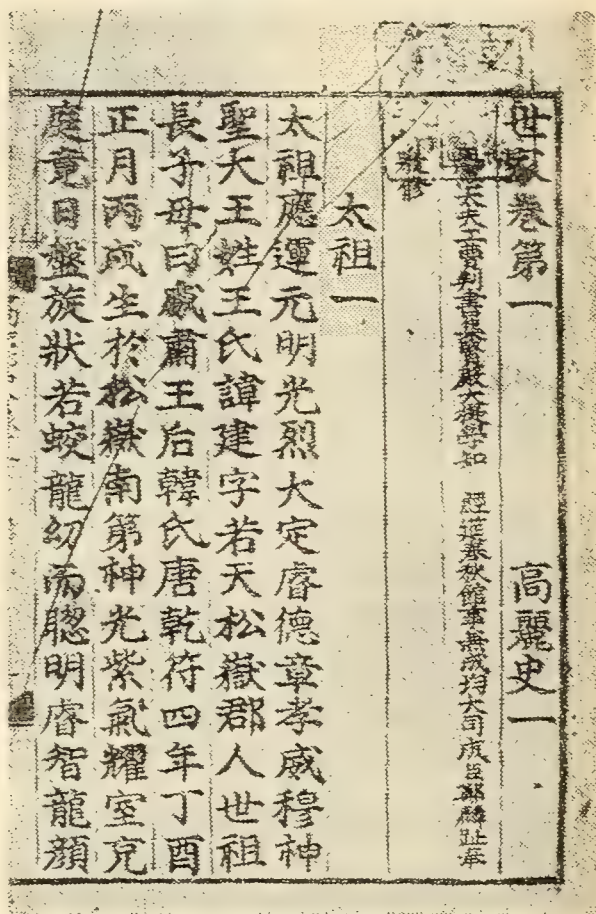 世家卷第一 高麗史一
正憲大夫工曹判書集賢殿大提學知 經筵春秋館事兼成均大司成臣鄭麟趾奉
敎修
太祖一
太祖應運元明光烈大定睿德章孝威穆神
聖大王姓王氏諱建字若天松嶽郡人世祖
長子母曰威肅王后韓氏唐乾符四年丁酉
正月丙戌生於松嶽南第神光紫氣耀室充
庭竟日盤旋狀若蛟龍幼而聰明睿智龍顔